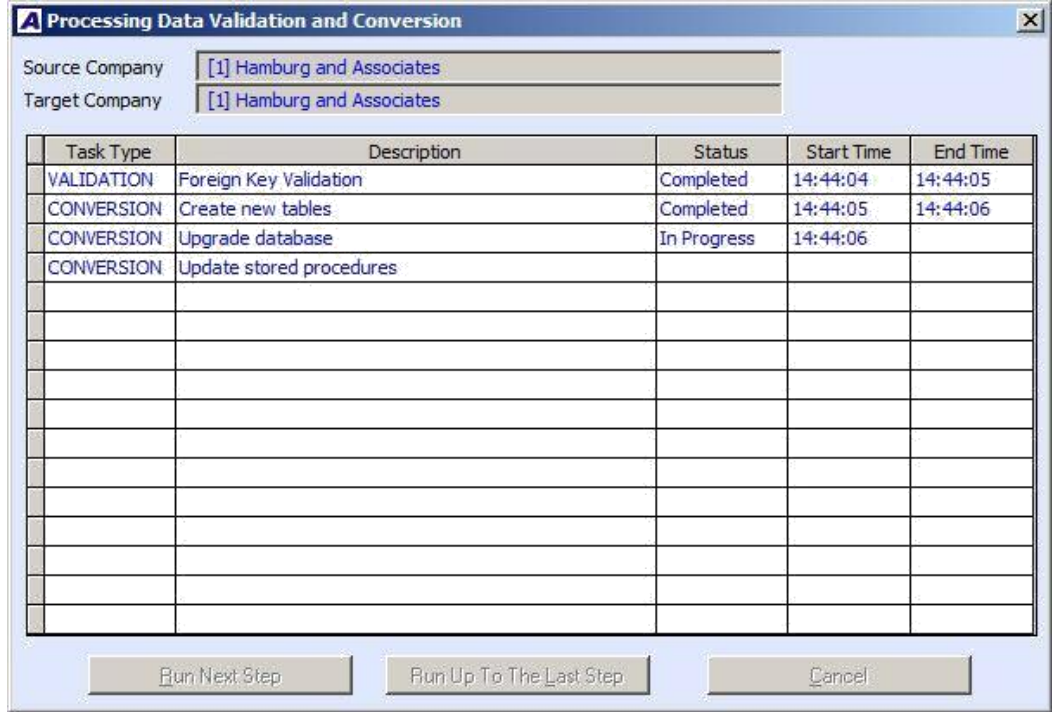 A Processing Data Validation and Conversion
Source Company [1] Hamburg and Associates
Target Company [1] Hamburg and Associates
Task Type Description Status Start Time End Time
VALIDATION Foreign Key Validation Completed 14:44:04 14:44:05
CONVERSION Create new tables Completed 14:44:05 14:44:06
CONVERSION Upgrade database In Progress 14:44:06
CONVERSION Update stored procedures
Run Next Step Run Up To The Last Step Cancel